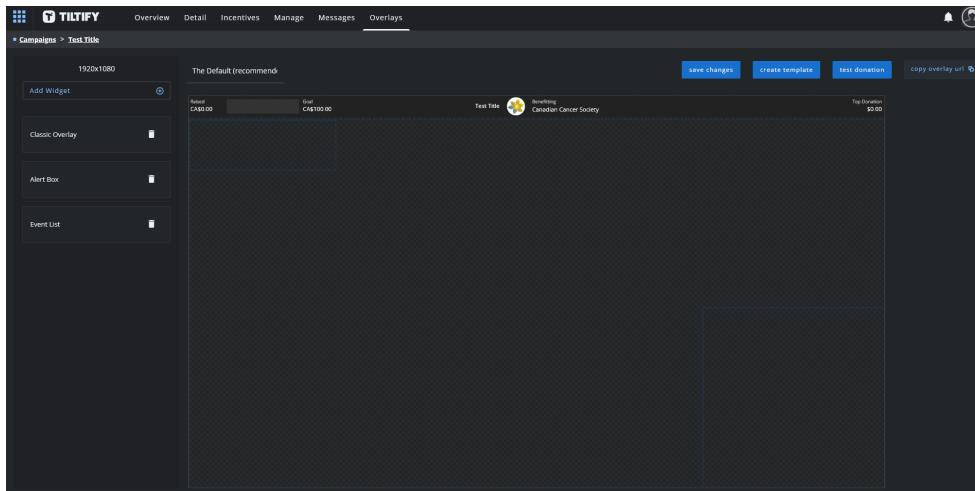 TILTIFY Overview Detail Incentives Manage Messages Overlays
Campaigns > Test Title
1920x1080
The Default (recommend
save changes
create template
test donation
copy overlay url
Add Widget
Raised
CA$0.00
Goal
CA$100.00
Test Title
Benefitting
Canadian Cancer Society
Top Donation
$0.00
Classic Overlay
Alert Box
Event List